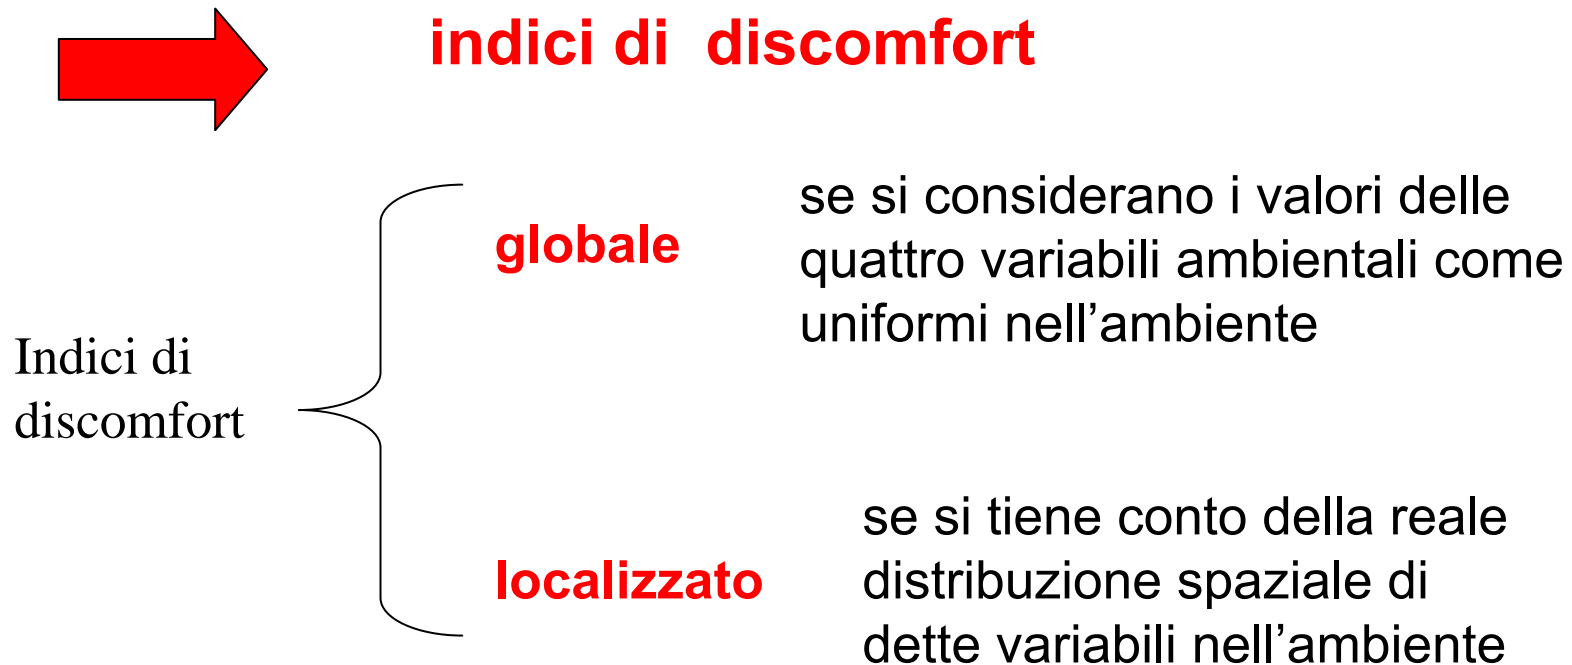 indici di discomfort
globale
se si considerano i valori delle
quattro variabili ambientali come
uniformi nell’ambiente
Indici di
discomfort
localizzato
se si tiene conto della reale
distribuzione spaziale di
dette variabili nell’ambiente